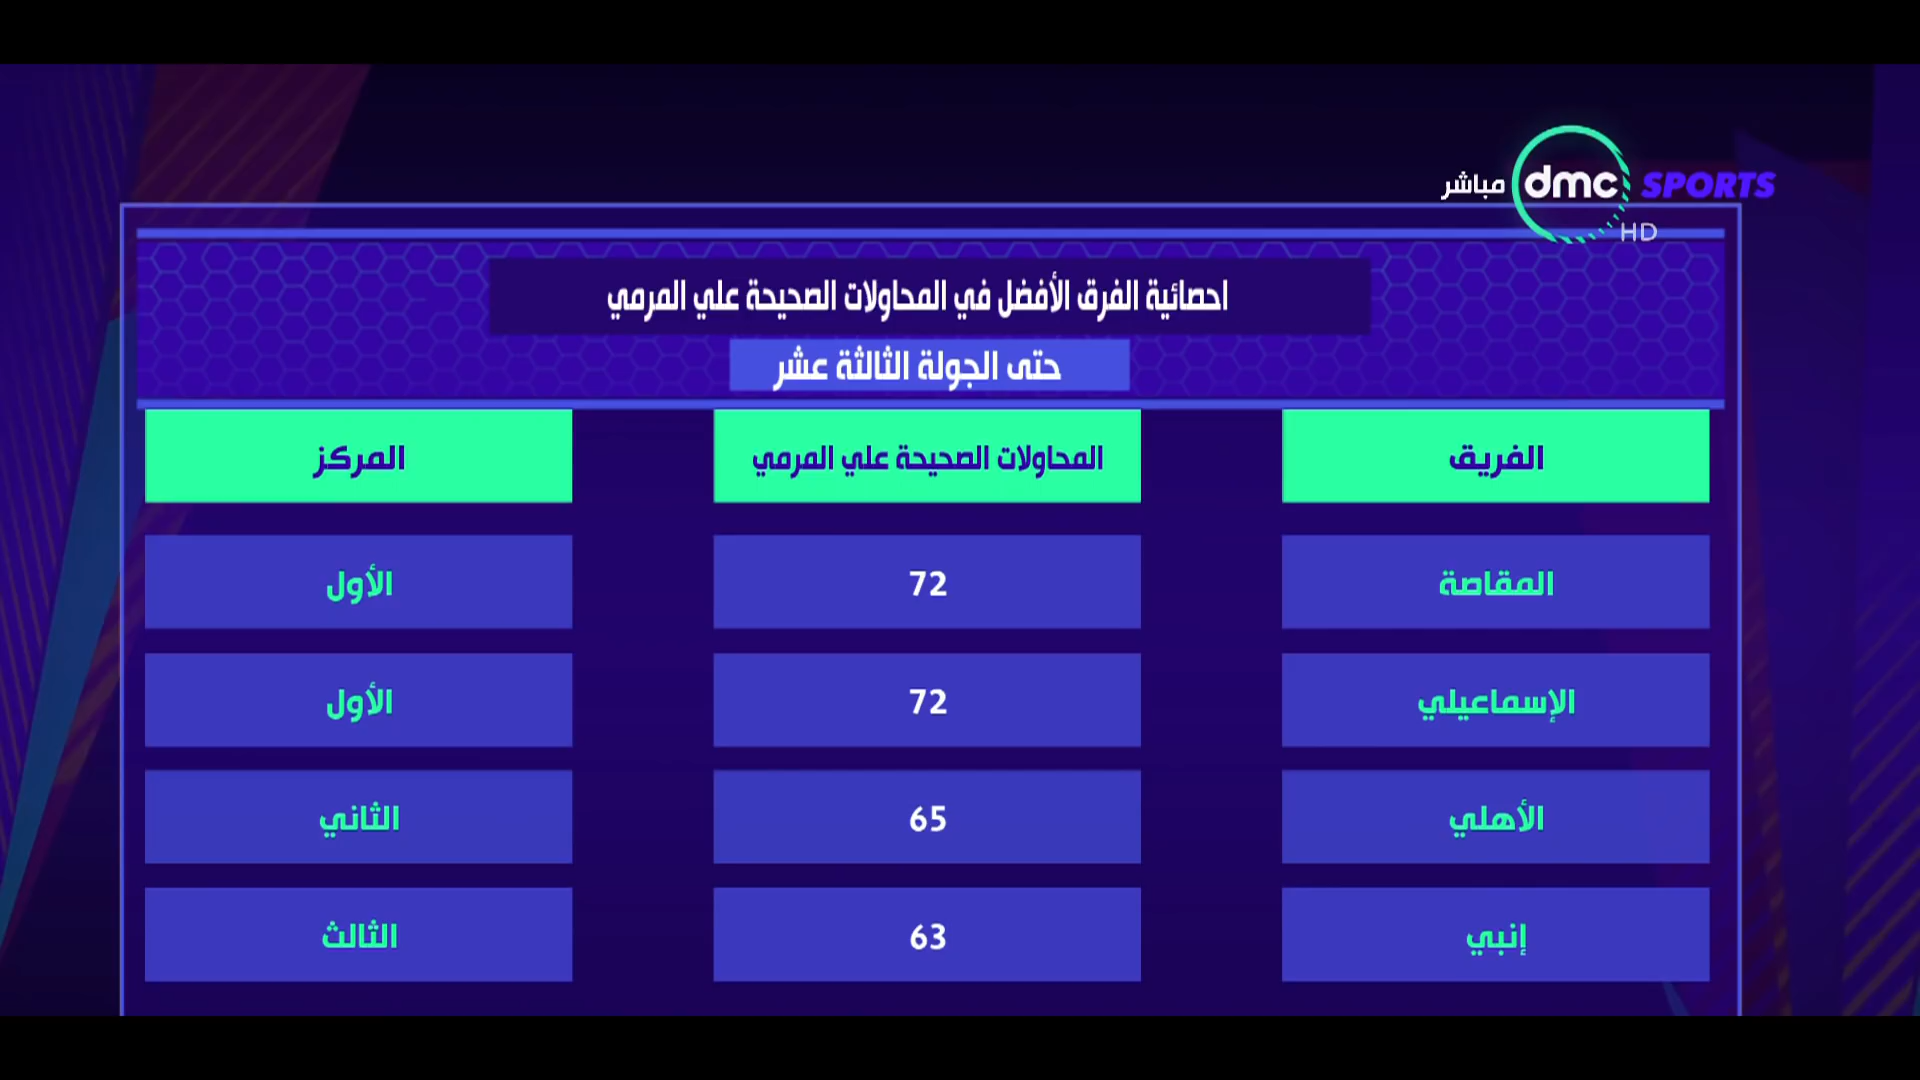 مباشر dmc SPORTS
HD
احصائية الفرق الأفضل في المحاولات الصحيحة علي المرمي
حتى الجولة الثالثة عشر
الفريق المحاولات الصحيحة علي المرمي المركز
المقاصة 72 الأول
الإسماعيلي 72 الأول
الأهلي 65 الثاني
إنبي 63 الثالث